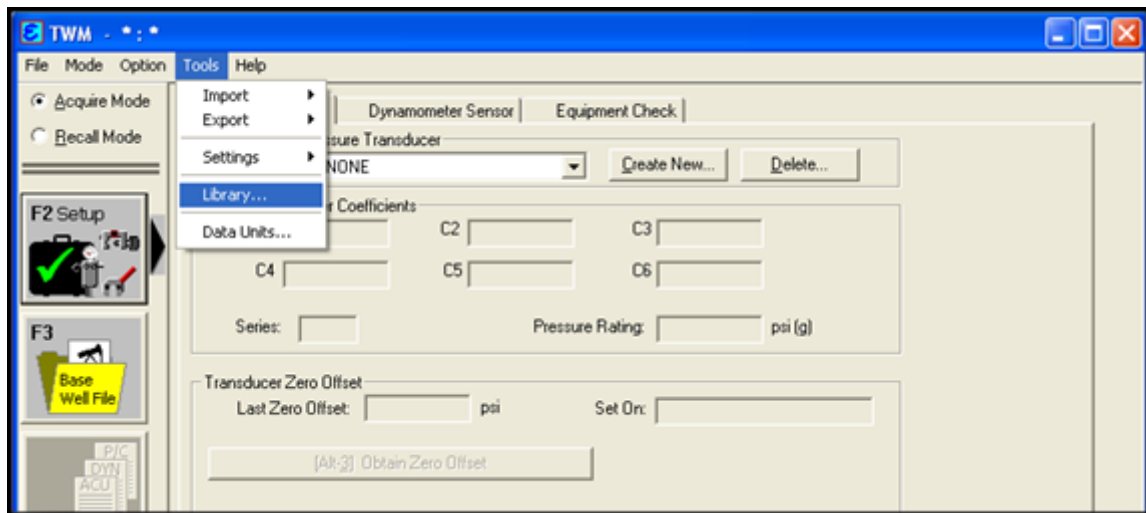 TWM - * : *
File Mode Option Tools Help
Acquire Mode
Recall Mode
Import
Export
Settings
Library...
Data Units...
Dynamometer Sensor
Equipment Check
ssure Transducer
NONE
Create New...
Delete...
r Coefficients
C2
C3
C4
C5
C6
Series:
Pressure Rating:
psi (g)
F2 Setup
F3
Base
Well File
Transducer Zero Offset
Last Zero Offset:
psi
Set On:
[Alt-3] Obtain Zero Offset
P/C
DYN
ACU